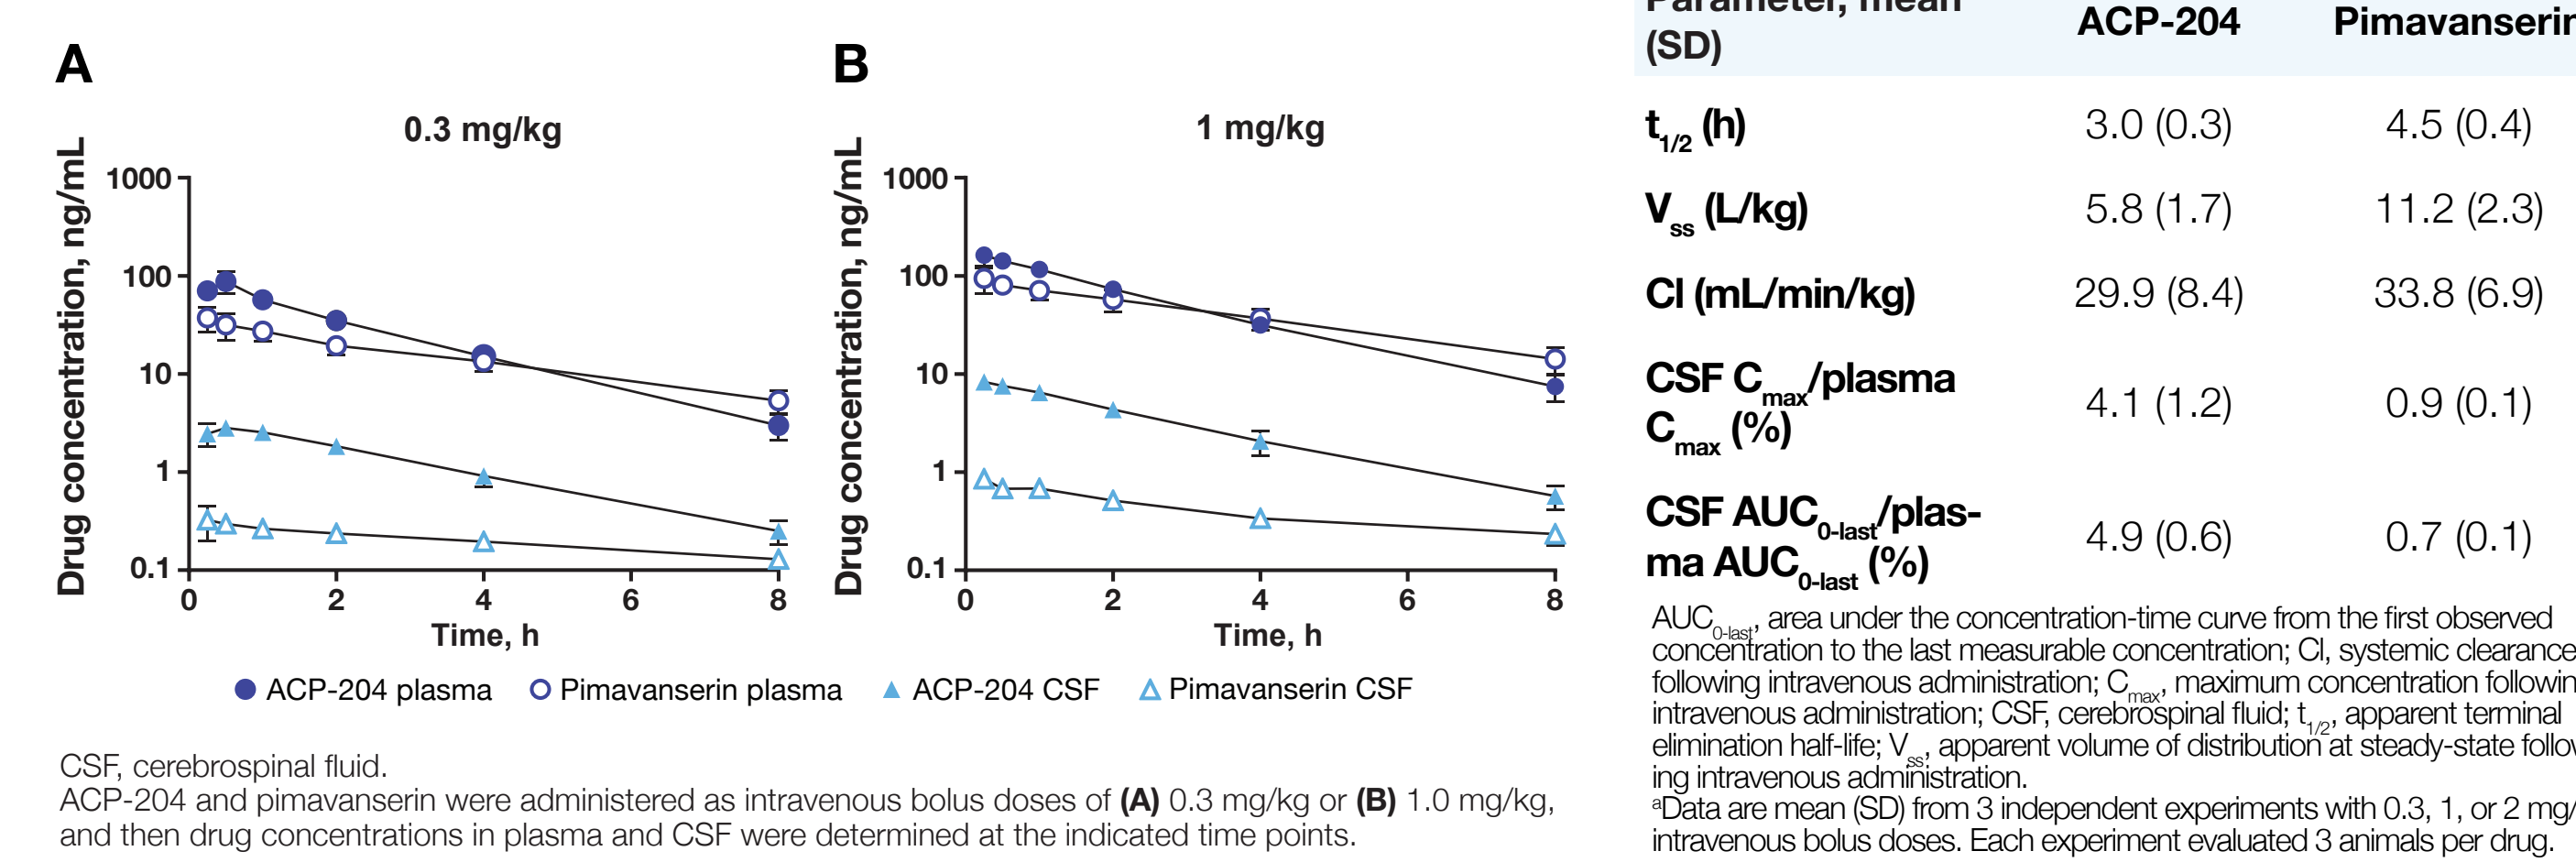 A
0.3 mg/kg
Drug concentration, ng/mL
1000
100
10
1
0.1
0
2
4
6
8
Time, h
B
1 mg/kg
Drug concentration, ng/mL
1000
100
10
1
0.1
0
2
4
6
8
Time, h
ACP-204 plasma Pimavanserin plasma ACP-204 CSF Pimavanserin CSF
CSF, cerebrospinal fluid.
ACP-204 and pimavanserin were administered as intravenous bolus doses of (A) 0.3 mg/kg or (B) 1.0 mg/kg,
and then drug concentrations in plasma and CSF were determined at the indicated time points.
Parameter, mean
(SD) ACP-204 Pimavanserin
t1/2 (h) 3.0 (0.3) 4.5 (0.4)
Vss (L/kg) 5.8 (1.7) 11.2 (2.3)
Cl (mL/min/kg) 29.9 (8.4) 33.8 (6.9)
CSF Cmax/plasma
Cmax (%) 4.1 (1.2) 0.9 (0.1)
CSF AUC0-last/plas-
ma AUC0-last (%) 4.9 (0.6) 0.7 (0.1)
AUC0-last, area under the concentration-time curve from the first observed
concentration to the last measurable concentration; Cl, systemic clearance
following intravenous administration; Cmax, maximum concentration followin
intravenous administration; CSF, cerebrospinal fluid; t1/2, apparent terminal
elimination half-life; Vss, apparent volume of distribution at steady-state follow
ing intravenous administration.
aData are mean (SD) from 3 independent experiments with 0.3, 1, or 2 mg/
intravenous bolus doses. Each experiment evaluated 3 animals per drug.